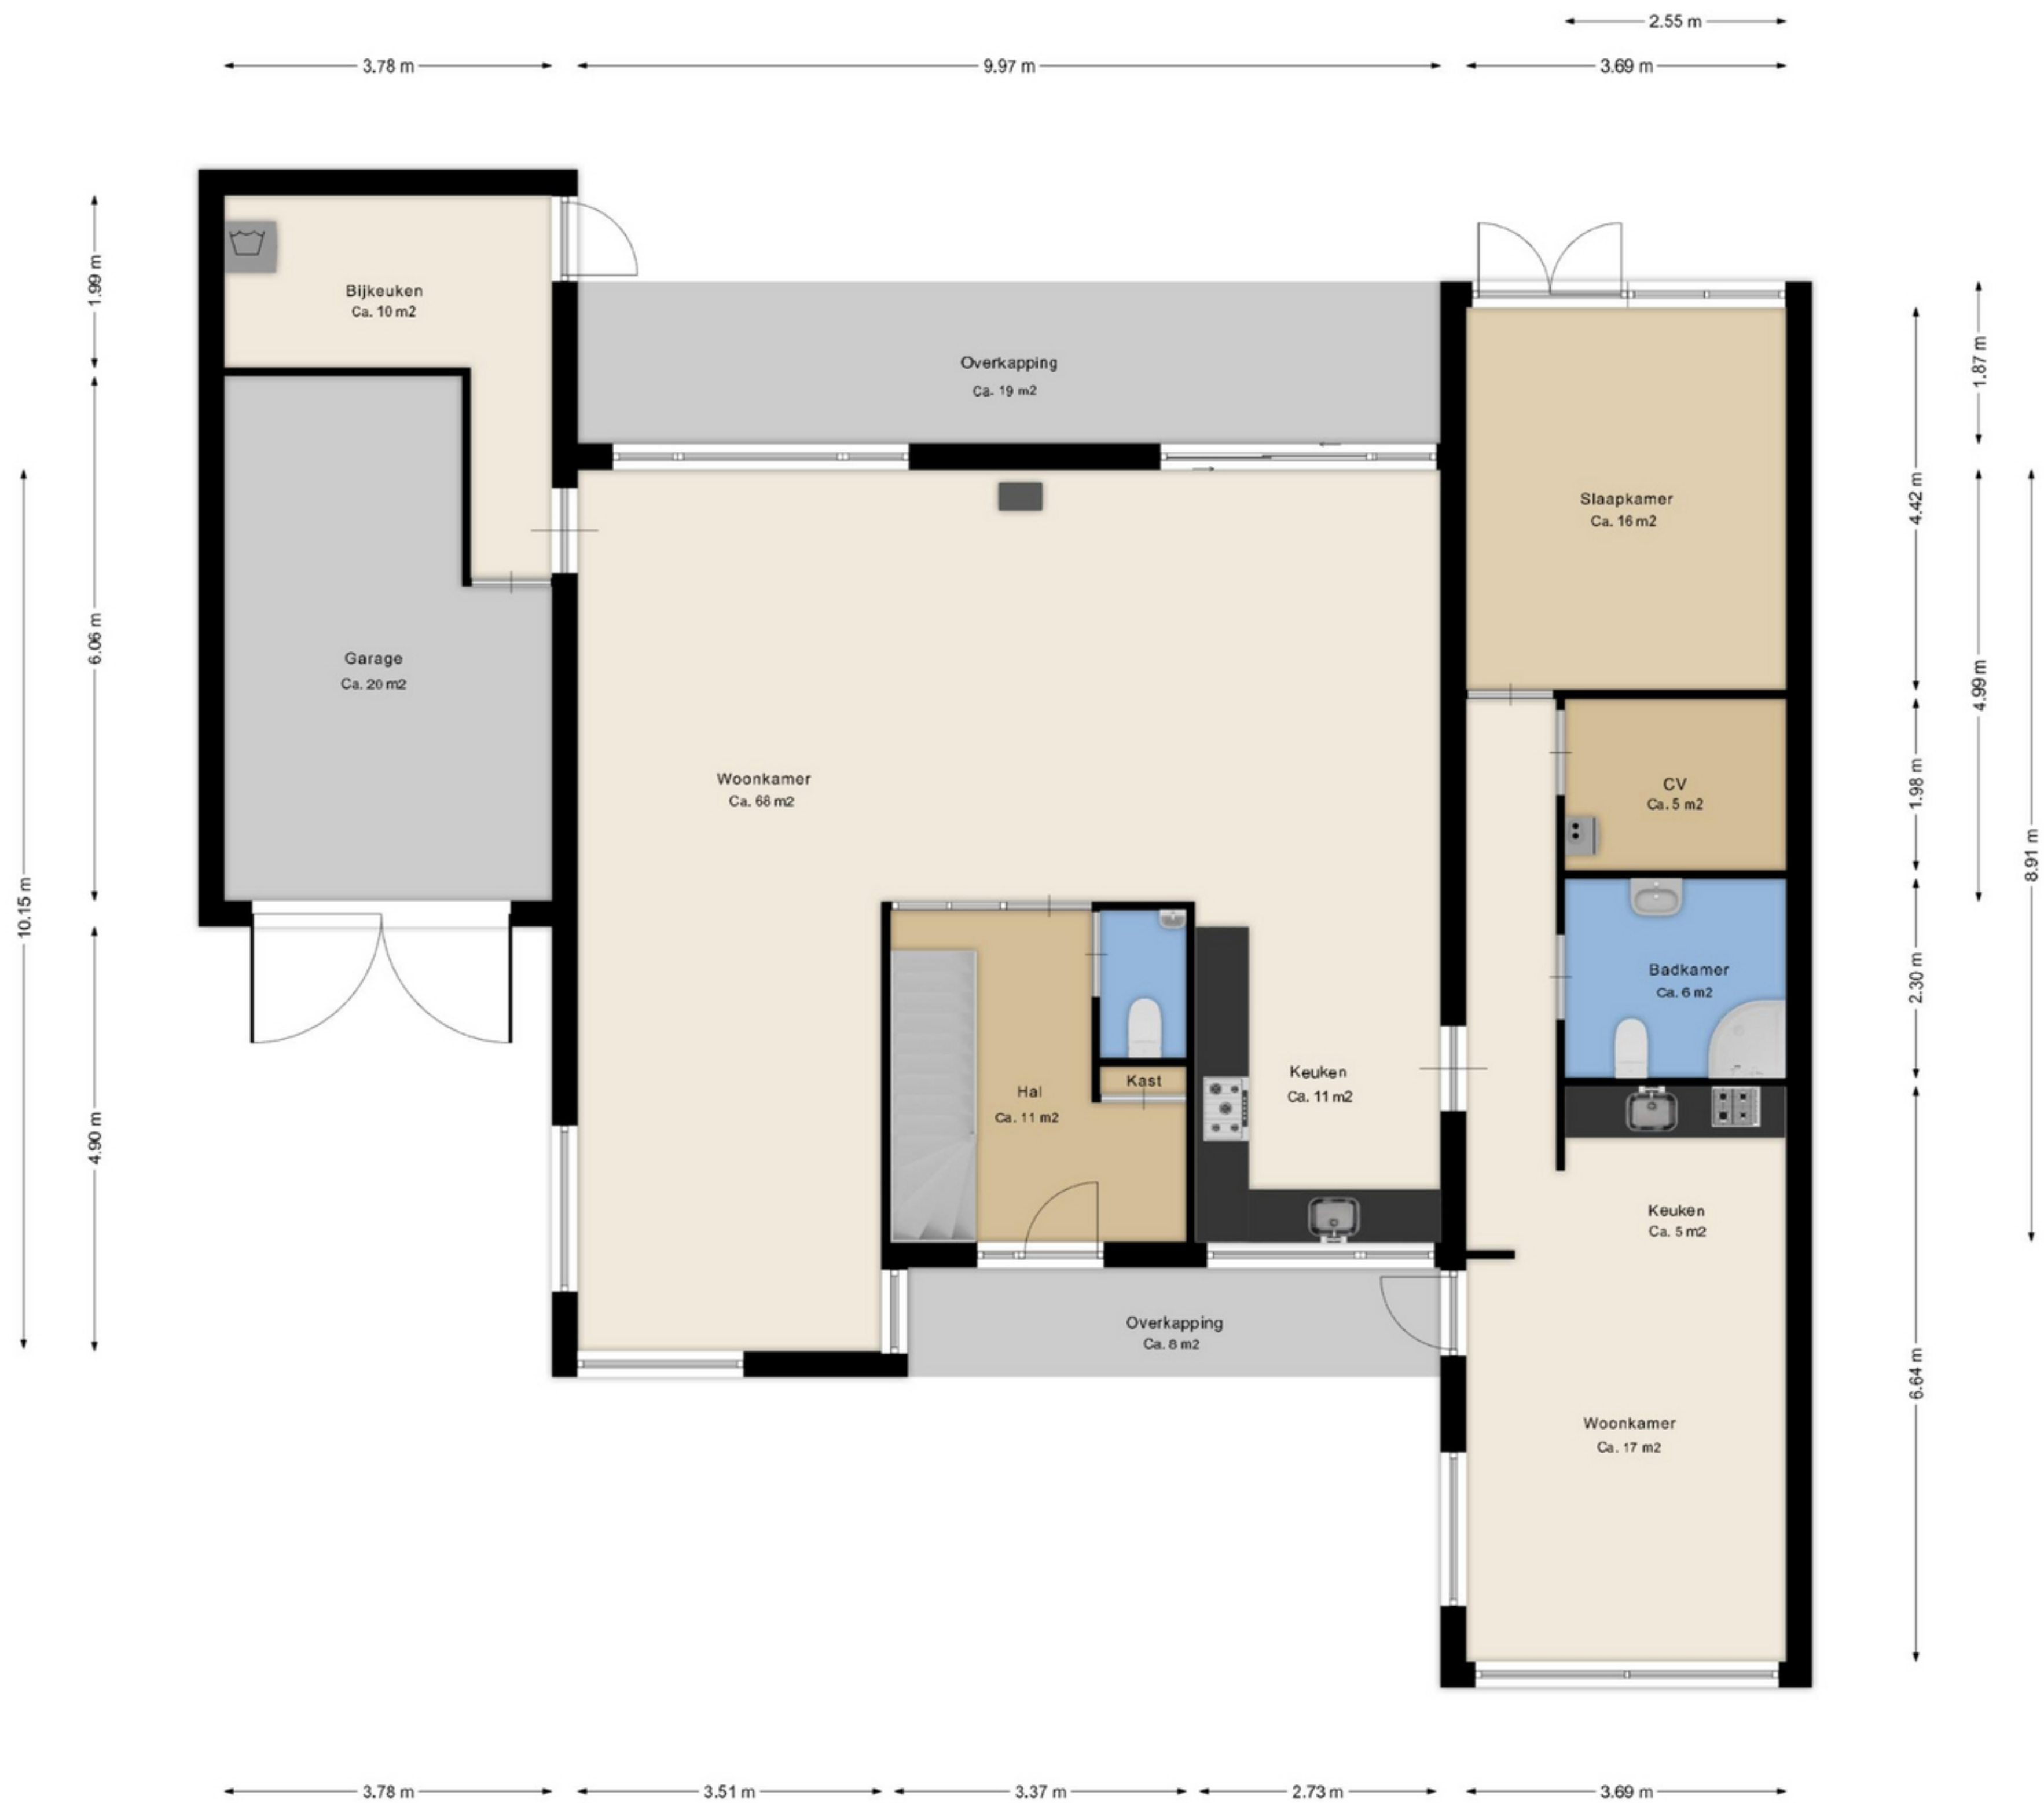 2.55 m
3.78 m
9.97 m
3.69 m
1.99 m
Bijkeuken
Ca. 10 m2
Overkapping
Ca. 19 m2
1.87 m
Slaapkamer
Ca. 16 m2
4.42 m
6.06 m
Garage
Ca. 20 m2
4.99 m
Woonkamer
Ca. 68 m2
CV
Ca. 5 m2
1.98 m
8.91 m
10.15 m
Badkamer
Ca. 6 m2
2.30 m
Keuken
Ca. 11 m2
Kast
Hal
Ca. 11 m2
4.90 m
Keuken
Ca. 5 m2
Overkapping
Ca. 8 m2
6.64 m
Woonkamer
Ca. 17 m2
3.78 m
3.51 m
3.37 m
2.73 m
3.69 m